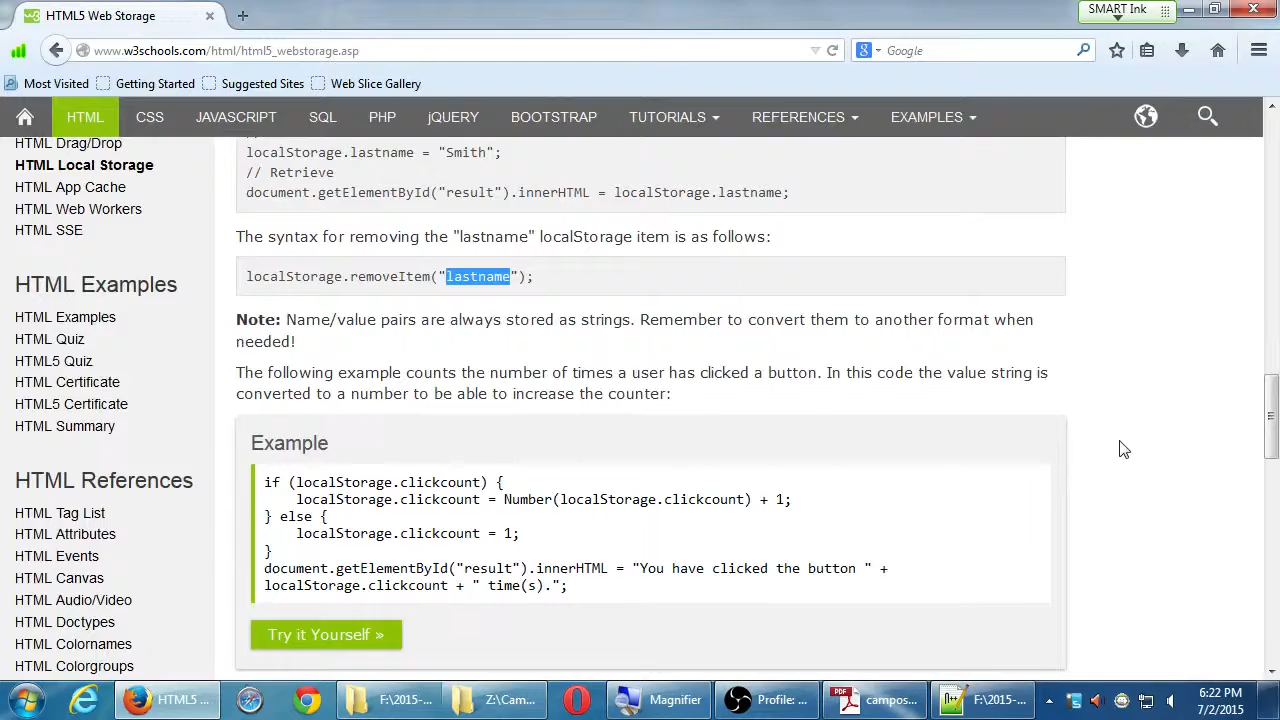 HTML5 Web Storage
SMART Ink
www.w3schools.com/html/html5_webstorage.asp
Google
Most Visited
Getting Started
Suggested Sites
Web Slice Gallery
HTML
CSS
JAVASCRIPT
SQL
PHP
jQUERY
BOOTSTRAP
TUTORIALS
REFERENCES
EXAMPLES
HTML Drag/Drop
HTML Local Storage
HTML App Cache
HTML Web Workers
HTML SSE
HTML Examples
HTML Examples
HTML Quiz
HTML5 Quiz
HTML Certificate
HTML5 Certificate
HTML Summary
HTML References
HTML Tag List
HTML Attributes
HTML Events
HTML Canvas
HTML Audio/Video
HTML Doctypes
HTML Colornames
HTML Colorgroups
localStorage.lastname = "Smith";
// Retrieve
document.getElementById("result").innerHTML = localStorage.lastname;
The syntax for removing the "lastname" localStorage item is as follows:
localStorage.removeItem("lastname");
Note: Name/value pairs are always stored as strings. Remember to convert them to another format when
needed!
The following example counts the number of times a user has clicked a button. In this code the value string is
converted to a number to be able to increase the counter:
Example
if (localStorage.clickcount) {
    localStorage.clickcount = Number(localStorage.clickcount) + 1;
} else {
    localStorage.clickcount = 1;
}
document.getElementById("result").innerHTML = "You have clicked the button " +
localStorage.clickcount + " time(s).";
Try it Yourself »
HTML5 ...
F:\2015-...
Z:\Cam...
Magnifier
Profile: ...
PDF
campos...
F:\2015-...
6:22 PM
7/2/2015